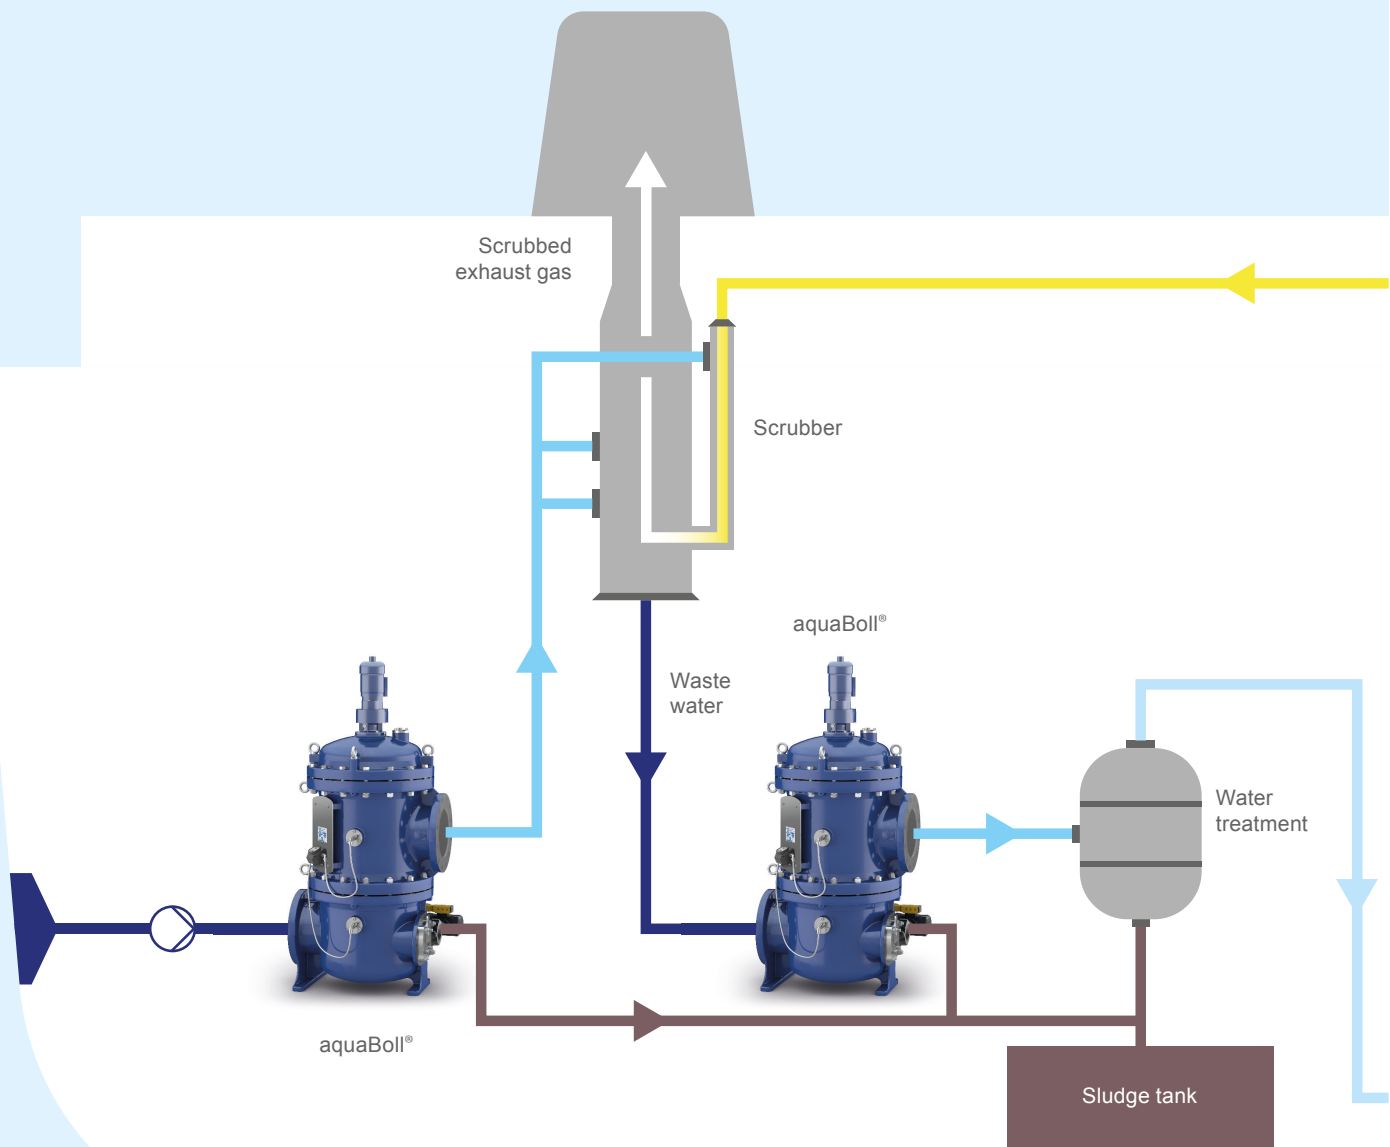 Scrubbed
exhaust gas
Scrubber
aquaBoll®
Waste
water
Water
treatment
aquaBoll®
Sludge tank